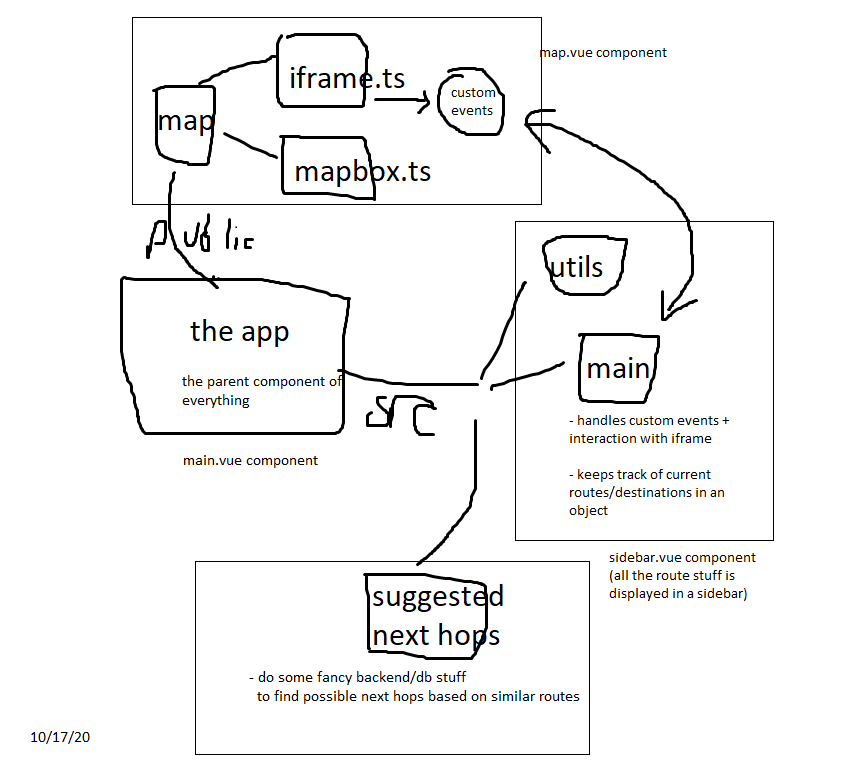 map.vue component
iframe.ts
custom
events
map
mapbox.ts
public
utils
the app
main
the parent component of
everything
src
- handles custom events +
interaction with iframe
main.vue component
- keeps track of current
routes/destinations in an
object
sidebar.vue component
(all the route stuff is
displayed in a sidebar)
suggested
next hops
- do some fancy backend/db stuff
to find possible next hops based on similar routes
10/17/20